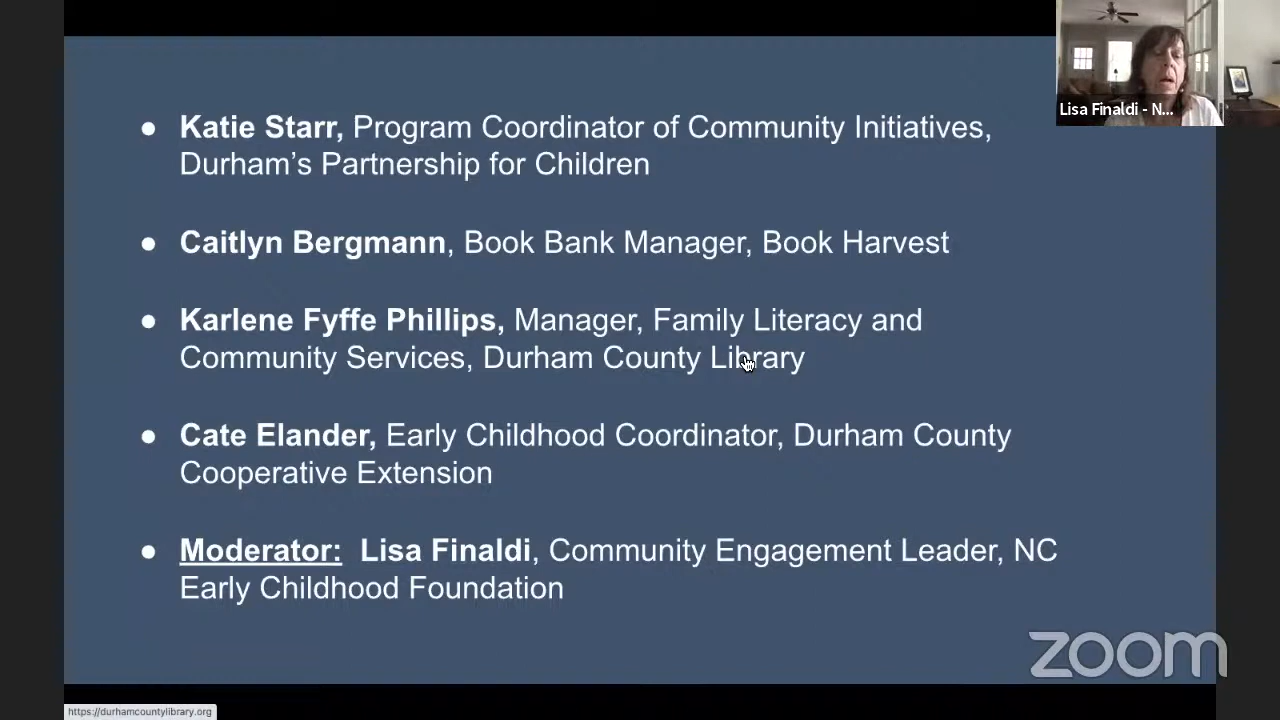 Lisa Finaldi - N...
● Katie Starr, Program Coordinator of Community Initiatives,
Durham’s Partnership for Children
● Caitlyn Bergmann, Book Bank Manager, Book Harvest
● Karlene Fyffe Phillips, Manager, Family Literacy and
Community Services, Durham County Library
● Cate Elander, Early Childhood Coordinator, Durham County
Cooperative Extension
● Moderator: Lisa Finaldi, Community Engagement Leader, NC
Early Childhood Foundation
zoom
https://durhamcountylibrary.org